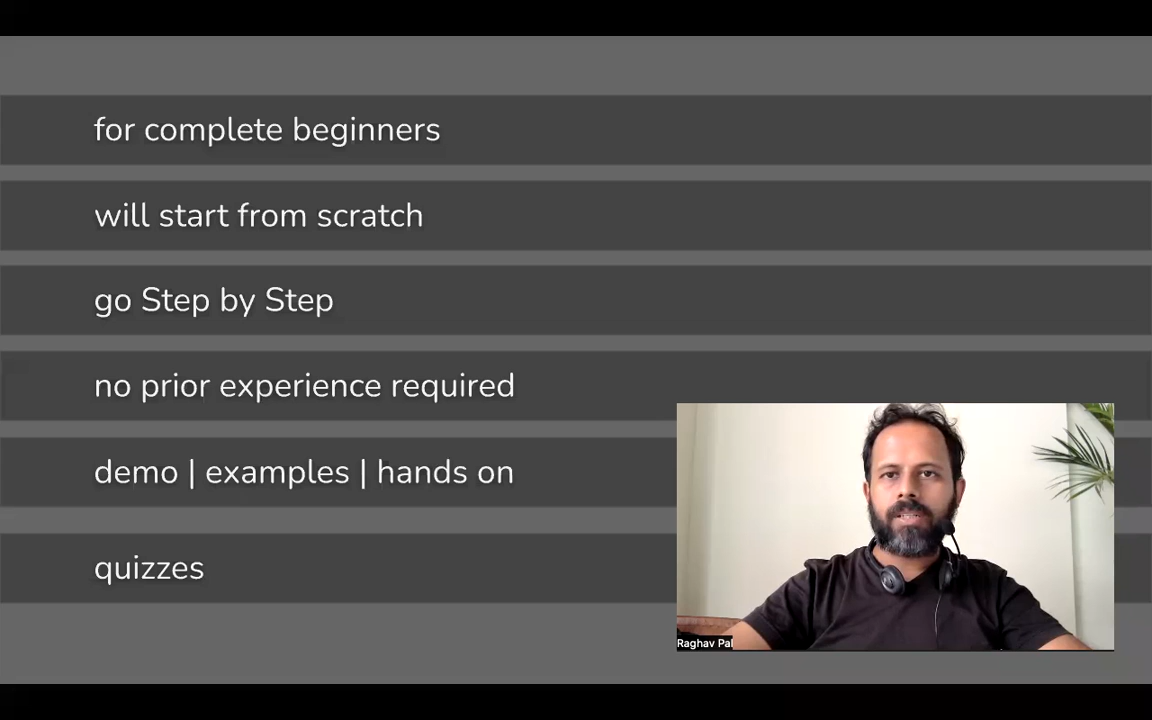 for complete beginners
will start from scratch
go Step by Step
no prior experience required
demo | examples | hands on
quizzes
Raghav Pal